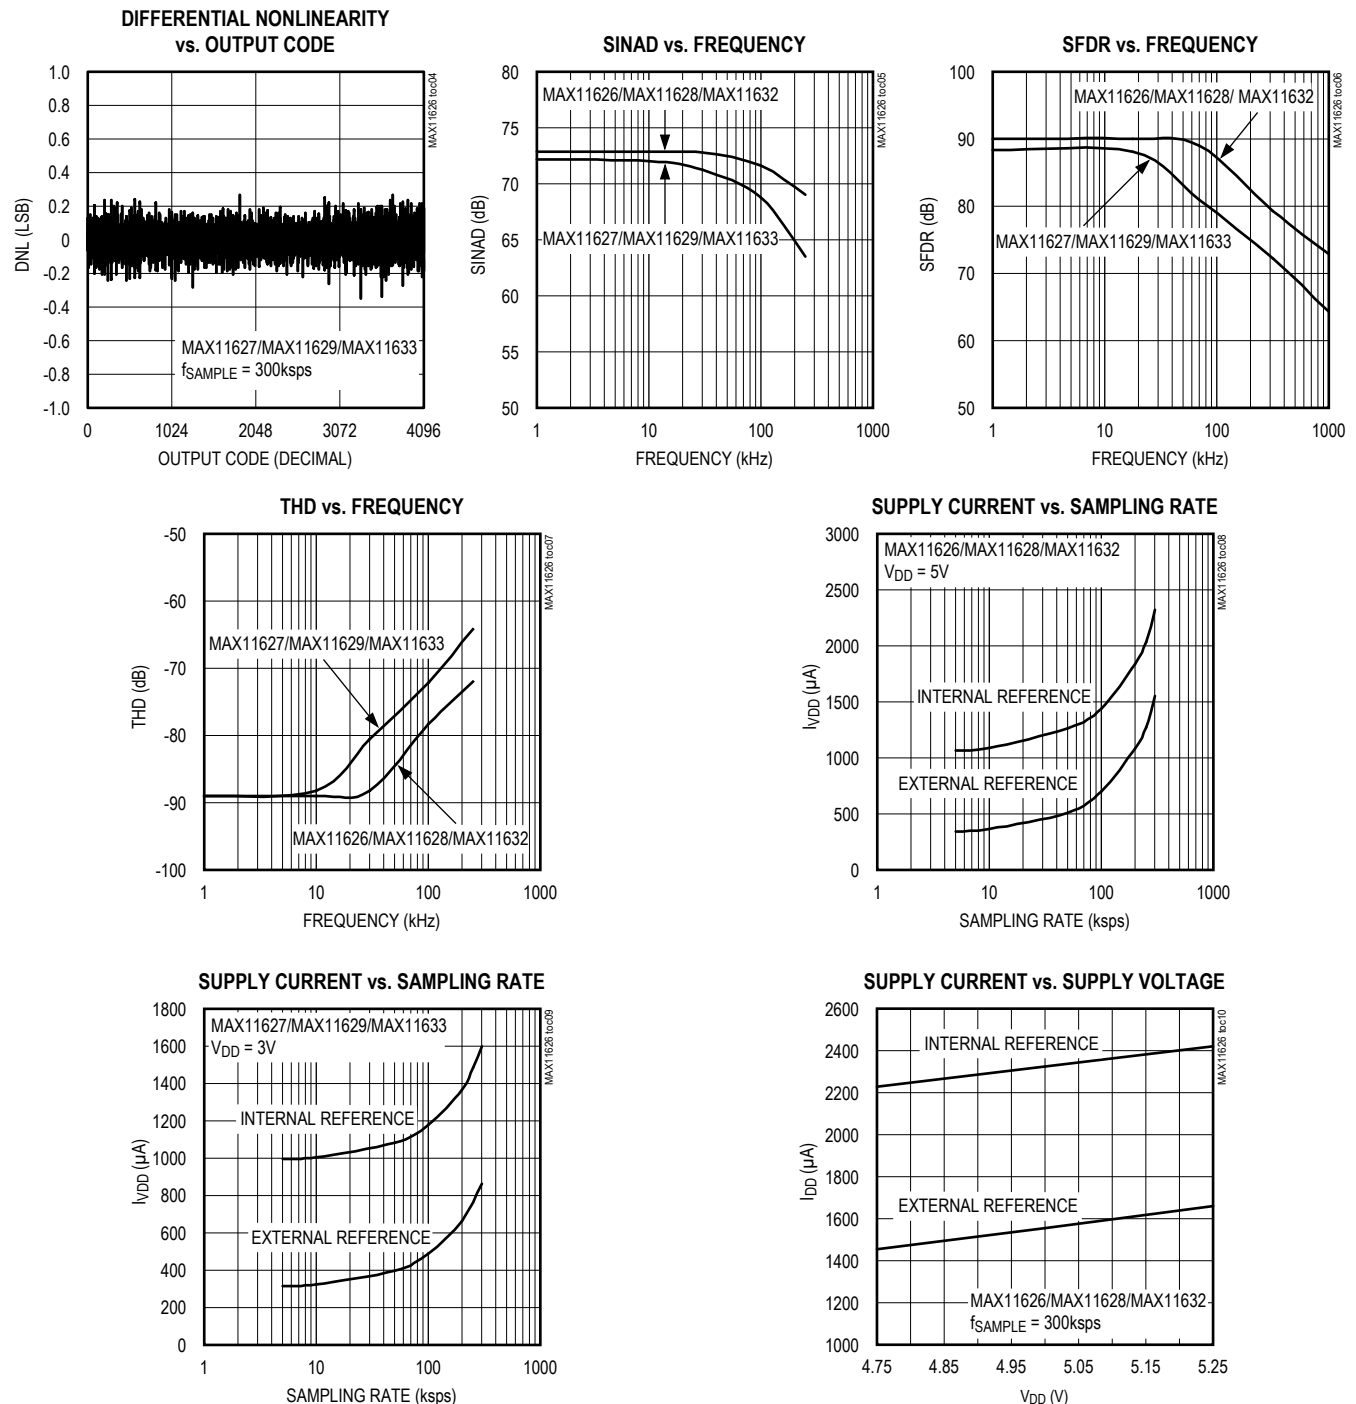 DIFFERENTIAL NONLINEARITY
vs. OUTPUT CODE
MAX11626 toc04
1.0
0.8
0.6
0.4
0.2
0
-0.2
-0.4
-0.6
-0.8
-1.0
DNL (LSB)
MAX11627/MAX11629/MAX11633
fSAMPLE = 300ksps
0 1024 2048 3072 4096
OUTPUT CODE (DECIMAL)
SINAD vs. FREQUENCY
MAX11626 toc05
80
75
70
65
60
55
50
SINAD (dB)
MAX11626/MAX11628/MAX11632
MAX11627/MAX11629/MAX11633
1 10 100 1000
FREQUENCY (kHz)
SFDR vs. FREQUENCY
MAX11626 toc06
100
90
80
70
60
50
SFDR (dB)
MAX11626/MAX11628/ MAX11632
MAX11627/MAX11629/MAX11633
1 10 100 1000
FREQUENCY (kHz)
THD vs. FREQUENCY
MAX11626 toc07
-50
-60
-70
-80
-90
-100
THD (dB)
MAX11627/MAX11629/MAX11633
MAX11626/MAX11628/MAX11632
1 10 100 1000
FREQUENCY (kHz)
SUPPLY CURRENT vs. SAMPLING RATE
MAX11626 toc08
3000
2500
2000
1500
1000
500
0
IVDD (µA)
MAX11626/MAX11628/MAX11632
VDD = 5V
INTERNAL REFERENCE
EXTERNAL REFERENCE
1 10 100 1000
SAMPLING RATE (ksps)
SUPPLY CURRENT vs. SAMPLING RATE
MAX11626 toc09
1800
1600
1400
1200
1000
800
600
400
200
0
IVDD (µA)
MAX11627/MAX11629/MAX11633
VDD = 3V
INTERNAL REFERENCE
EXTERNAL REFERENCE
1 10 100 1000
SAMPLING RATE (ksps)
SUPPLY CURRENT vs. SUPPLY VOLTAGE
MAX11626 toc10
2600
2400
2200
2000
1800
1600
1400
1200
1000
IDD (µA)
INTERNAL REFERENCE
EXTERNAL REFERENCE
MAX11626/MAX11628/MAX11632
fSAMPLE = 300ksps
4.75 4.85 4.95 5.05 5.15 5.25
VDD (V)